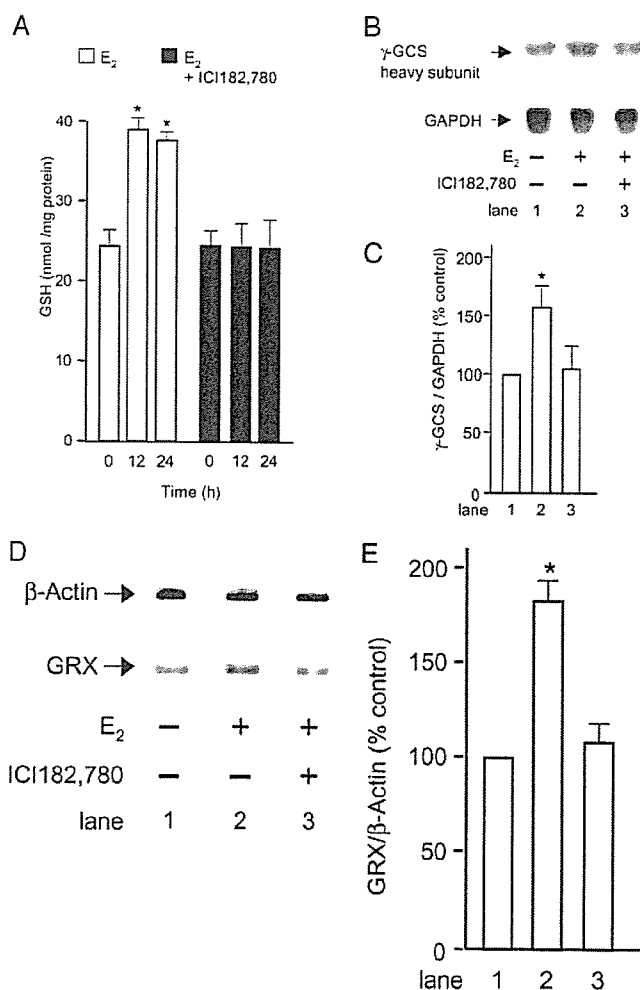 A
E₂
E₂
+ ICI182,780
GSH (nmol /mg protein)
40
30
20
10
0
*
*
0 12 24 0 12 24
Time (h)
B
γ-GCS
heavy subunit
GAPDH
E₂ − + +
ICI182,780 − − +
lane 1 2 3
C
γ-GCS / GAPDH (% control)
200
150
100
50
0
*
lane 1 2 3
D
β-Actin
GRX
E₂ − + +
ICI182,780 − − +
lane 1 2 3
E
GRX/β-Actin (% control)
200
150
100
50
0
*
lane 1 2 3